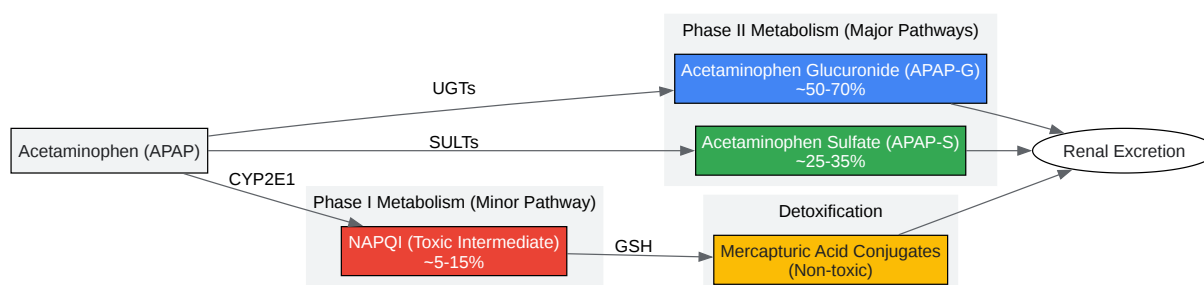 Phase II Metabolism (Major Pathways)
Acetaminophen Glucuronide (APAP-G)
~50-70%
UGTs
Acetaminophen (APAP)
SULTs
Acetaminophen Sulfate (APAP-S)
~25-35%
Renal Excretion
CYP2E1
Phase I Metabolism (Minor Pathway)
NAPQI (Toxic Intermediate)
~5-15%
GSH
Detoxification
Mercapturic Acid Conjugates
(Non-toxic)